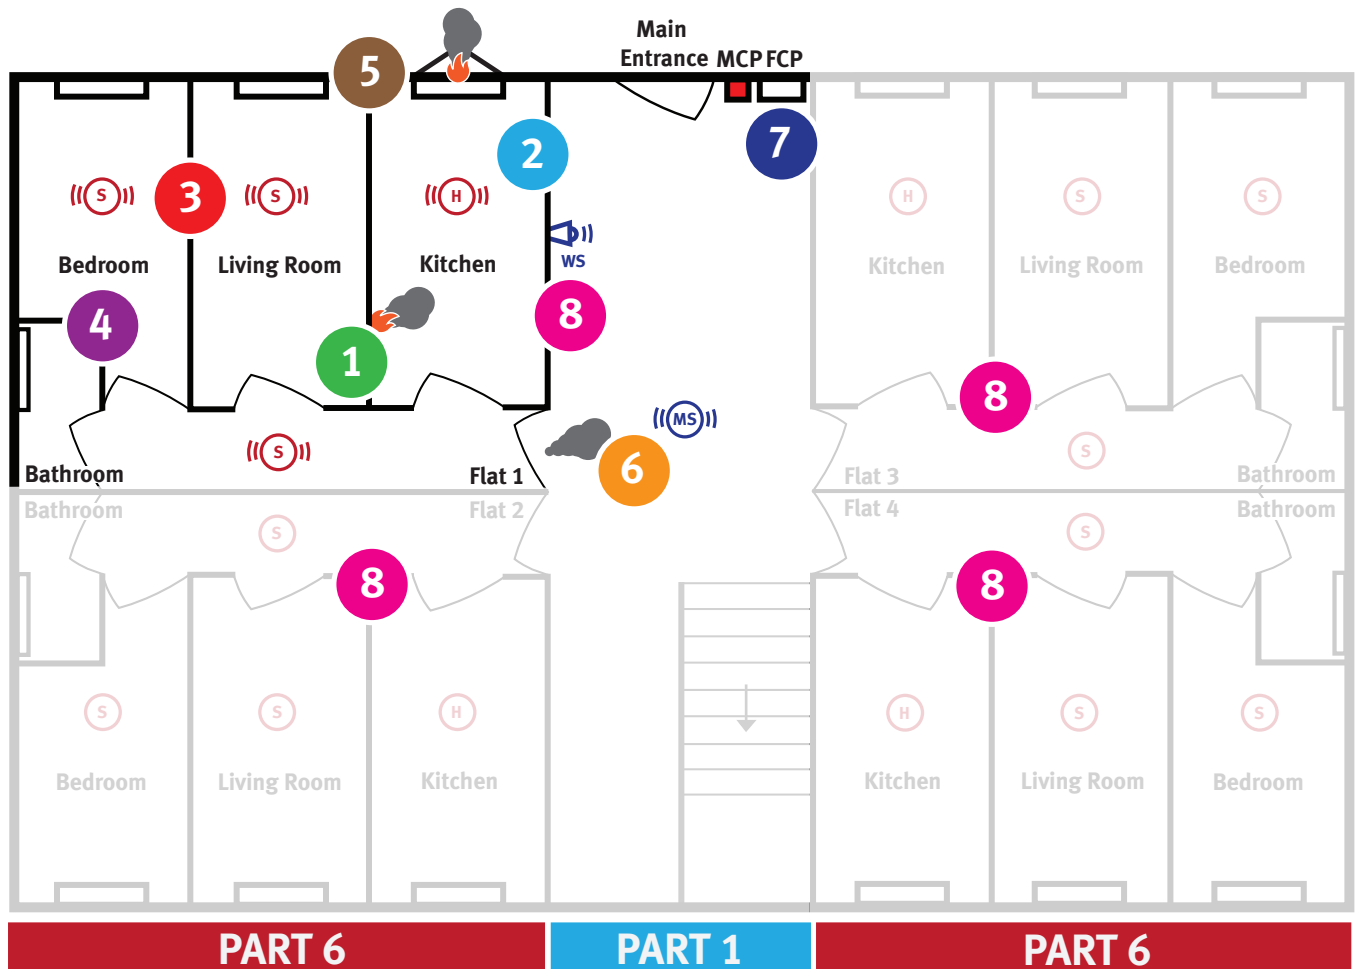 Main
Entrance MCP FCP
5
2
7
3
S
S
H
H
S
S
WS
Bedroom
Living Room
Kitchen
Kitchen
Living Room
Bedroom
4
8
1
8
MS
S
S
6
Bathroom
Flat 1
Flat 3
Bathroom
Bathroom
Flat 2
Flat 4
Bathroom
S
S
8
8
S
S
H
H
S
S
Bedroom
Living Room
Kitchen
Kitchen
Living Room
Bedroom
PART 6
PART 1
PART 6